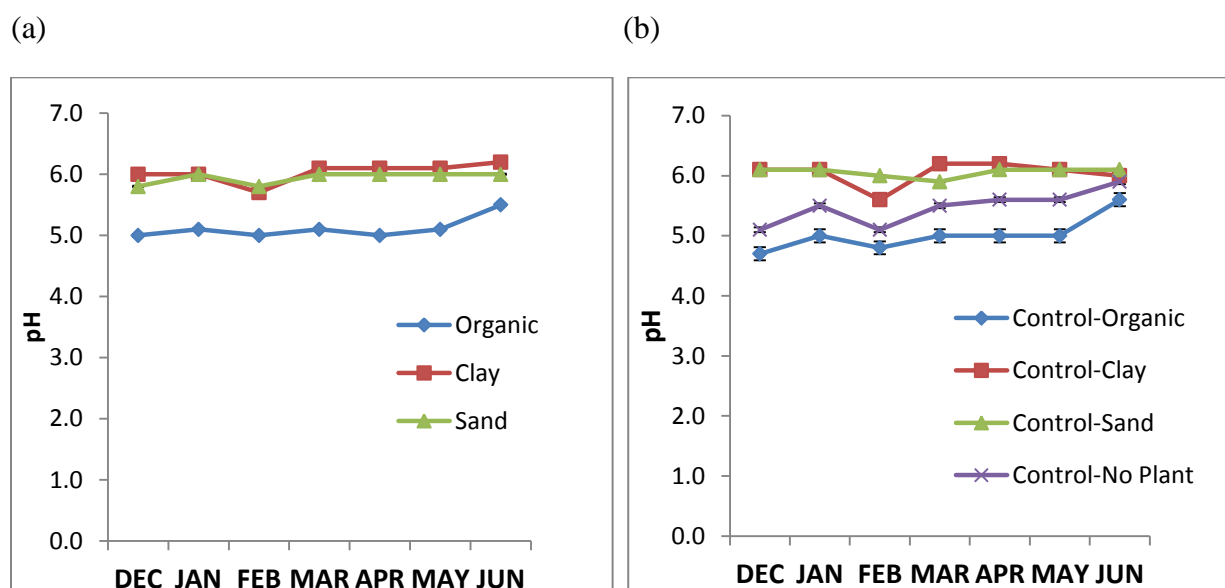 (a)
(b)
7.0
6.0
5.0
4.0
3.0
2.0
1.0
0.0
pH
Organic
Clay
Sand
DEC JAN FEB MAR APR MAY JUN
7.0
6.0
5.0
4.0
3.0
2.0
1.0
0.0
pH
Control-Organic
Control-Clay
Control-Sand
Control-No Plant
DEC JAN FEB MAR APR MAY JUN